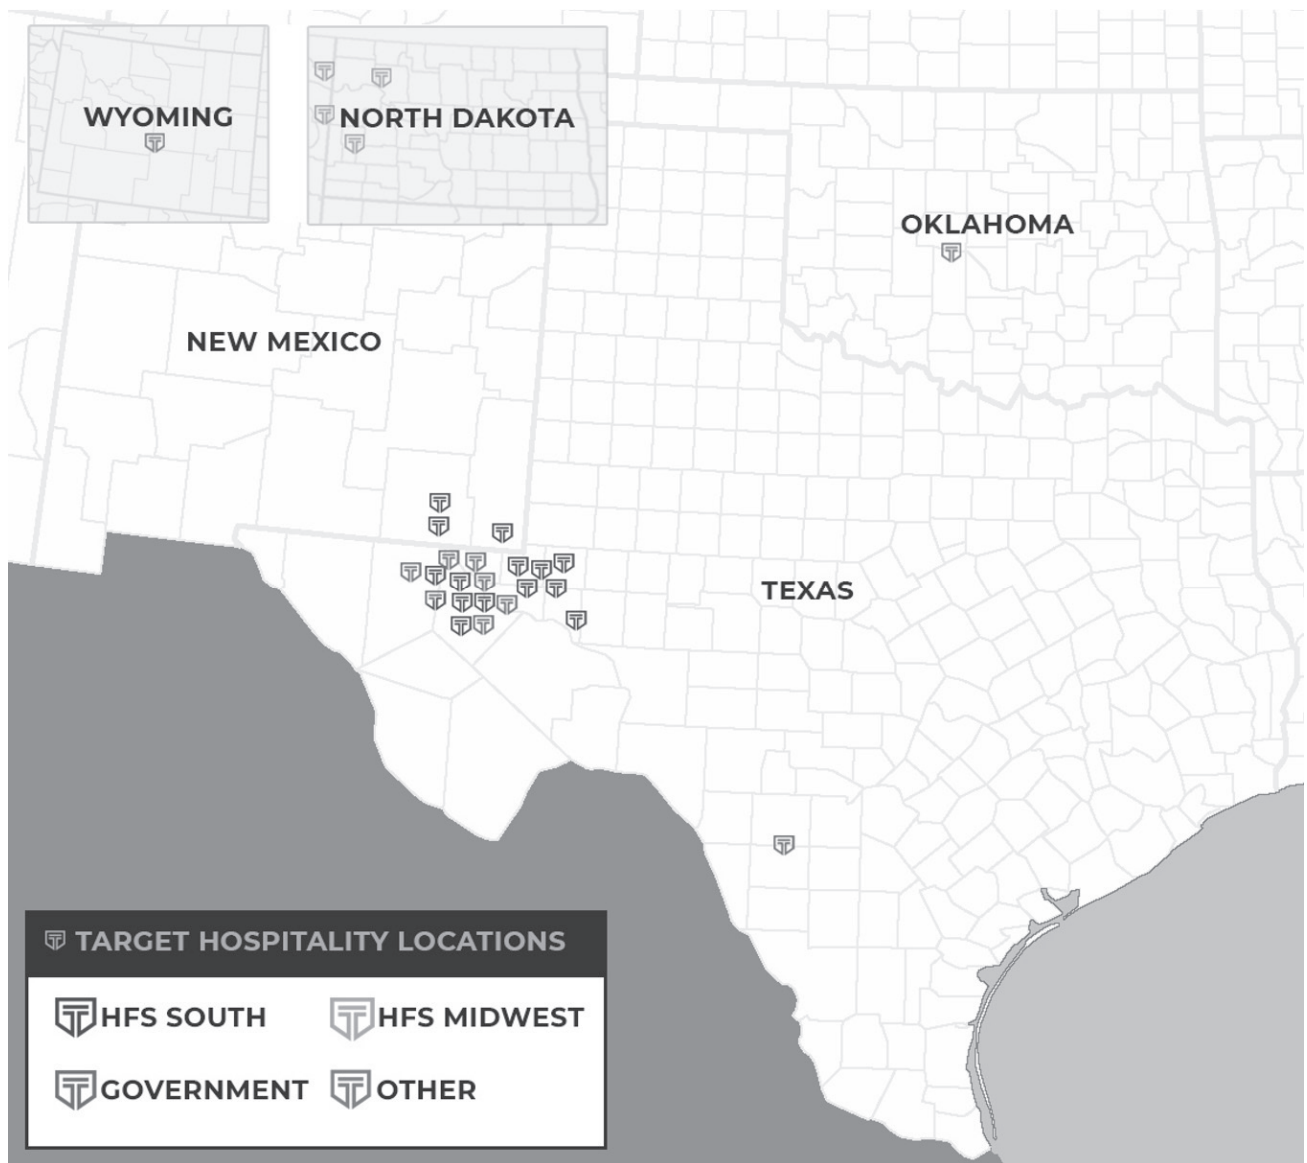 WYOMING
NORTH DAKOTA
OKLAHOMA
NEW MEXICO
TEXAS
TARGET HOSPITALITY LOCATIONS
HFS SOUTH
HFS MIDWEST
GOVERNMENT
OTHER